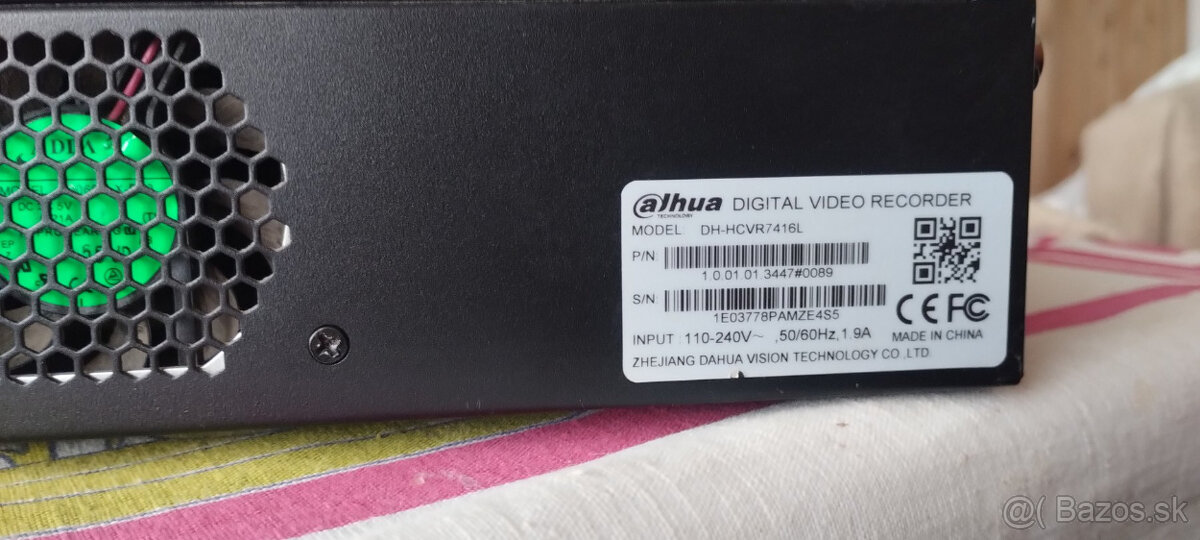 alhua DIGITAL VIDEO RECORDER
TECHNOLOGY
MODEL: DH-HCVR7416L
P/N:
1.0.01.01.3447#0089
S/N:
1E03778PAMZE4S5
CE FC
INPUT : 110-240V~ ,50/60Hz,1.9A
MADE IN CHINA
ZHEJIANG DAHUA VISION TECHNOLOGY CO .,LTD.
@( Bazos.sk